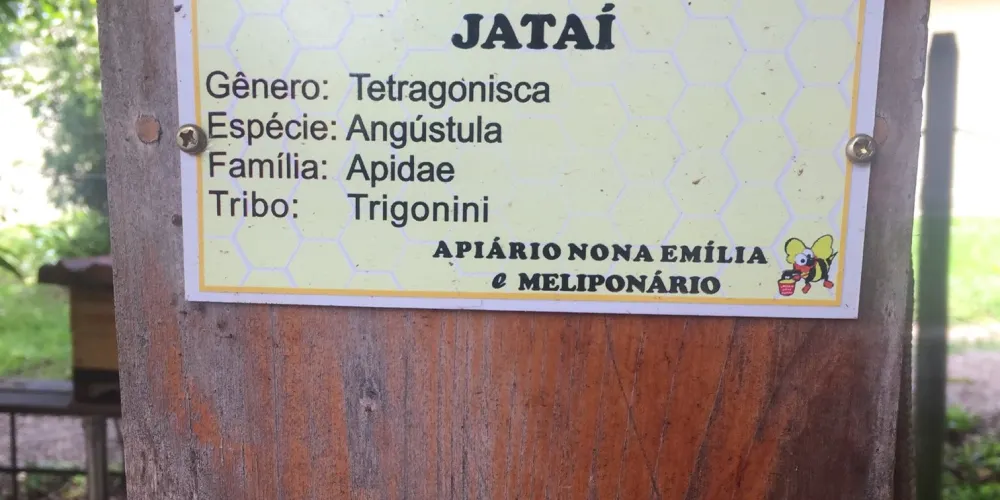 JATAÍ
Gênero: Tetragonisca
Espécie: Angústula
Família: Apidae
Tribo: Trigonini
APIÁRIO NONA EMÍLIA
e MELIPONÁRIO